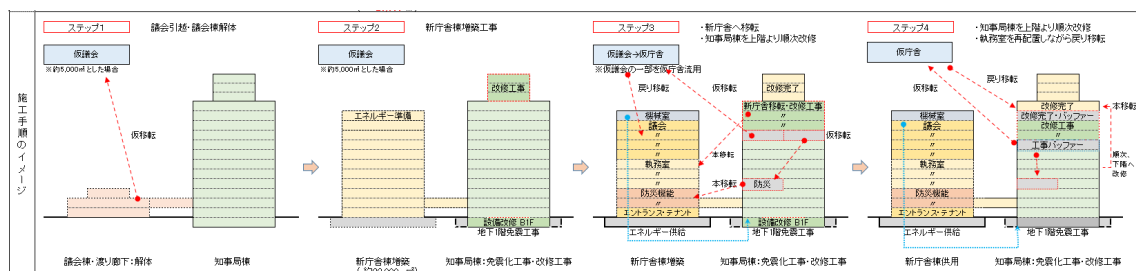 施工手順のイメージ
ステップ1
議会引越・議会棟解体
仮議会
※約5,000㎡とした場合
仮移転
議会棟・渡り廊下：解体
知事局棟
ステップ2
新庁舎棟増築工事
仮議会
※約5,000㎡とした場合
改修工事
エネルギー準備
設備改修 B1F
地下1階免震工事
新庁舎棟増築
知事局棟：免震化工事・改修工事
ステップ3
・新庁舎へ移転
・知事局棟を上階より順次改修
仮議会→仮庁舎
※仮議会の一部を仮庁舎流用
戻り移転
仮移転
改修完了
新庁舎移転・改修工事
〃
〃
仮移転
機械室
議会
〃
〃
執務室
〃
〃
防災機能
〃
エントランス・テナント
本移転
本移転
防災
設備改修 B1F
エネルギー供給
地下1階免震工事
新庁舎棟増築
知事局棟：免震化工事・改修工事
ステップ4
・知事局棟を上階より順次改修
・執務室を再配置しながら戻り移転
仮庁舎
戻り移転
仮移転
改修完了
本移転
改修完了・バッファー
改修工事
〃
工事バッファー
順次、
下階へ
改修
機械室
議会
〃
〃
執務室
〃
〃
防災機能
〃
エントランス・テナント
エネルギー供給
地下1階免震工事
新庁舎棟供用
知事局棟：免震化工事・改修工事